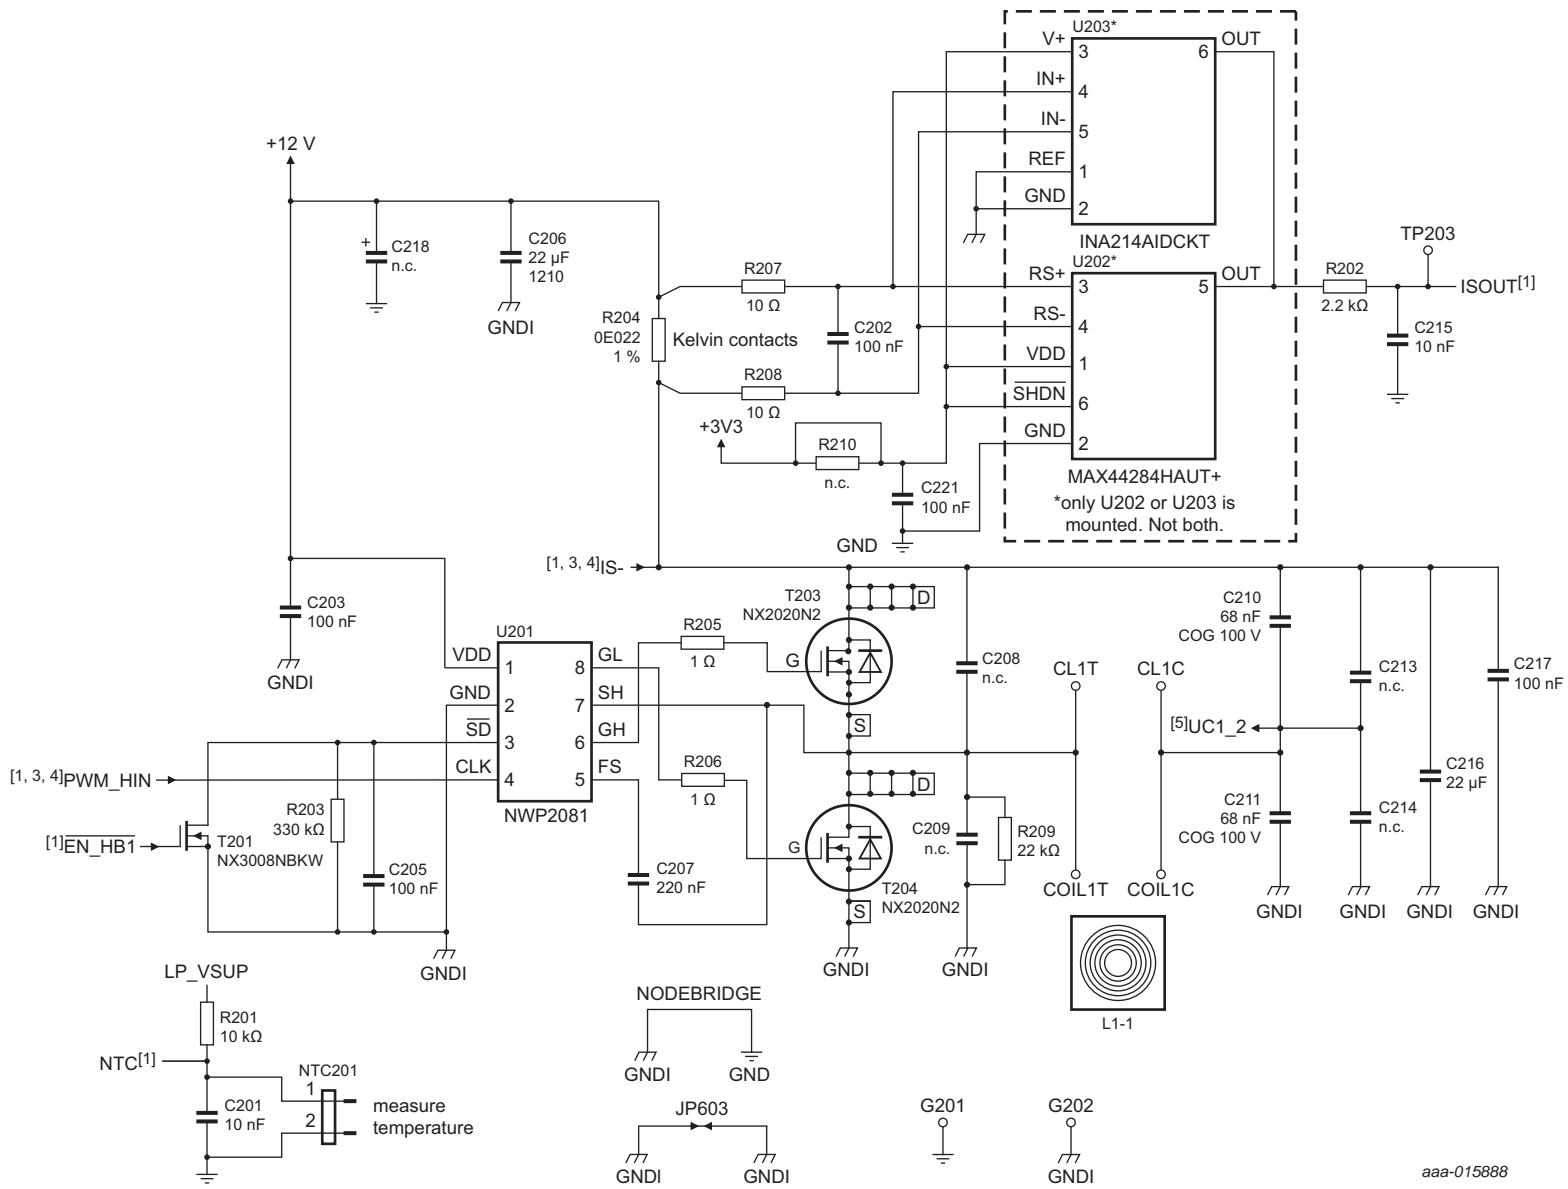 U203*
V+ 3 6 OUT
IN+ 4
IN- 5
REF 1
GND 2
INA214AIDCKT
U202*
RS+ 3 5 OUT
RS- 4
VDD 1
SHDN 6
GND 2
MAX44284HAUT+
*only U202 or U203 is
mounted. Not both.
TP203
R202
2.2 kΩ
ISOUT[1]
C215
10 nF
+12 V
C218
n.c.
+
C206
22 µF
1210
GNDI
R204
0E022
1 %
Kelvin contacts
R207
10 Ω
C202
100 nF
R208
10 Ω
+3V3
R210
n.c.
C221
100 nF
GND
[1, 3, 4]IS-
C203
100 nF
GNDI
U201
VDD 1 8 GL
GND 2 7 SH
SD 3 6 GH
CLK 4 5 FS
NWP2081
[1, 3, 4]PWM_HIN
[1]EN_HB1
T201
NX3008NBKW
R203
330 kΩ
C205
100 nF
GNDI
R205
1 Ω
R206
1 Ω
C207
220 nF
T203
NX2020N2
D
G
S
D
G
S
T204
NX2020N2
GNDI
C208
n.c.
C209
n.c.
R209
22 kΩ
GNDI
CL1T
COIL1T
CL1C
COIL1C
L1-1
C210
68 nF
COG 100 V
[5]UC1_2
C211
68 nF
COG 100 V
GNDI
C213
n.c.
C214
n.c.
GNDI
C216
22 µF
GNDI
C217
100 nF
GNDI
LP_VSUP
R201
10 kΩ
NTC[1]
C201
10 nF
NTC201
1
2
measure
temperature
NODEBRIDGE
GNDI GND
JP603
GNDI GNDI
G201
G202
GNDI
aaa-015888